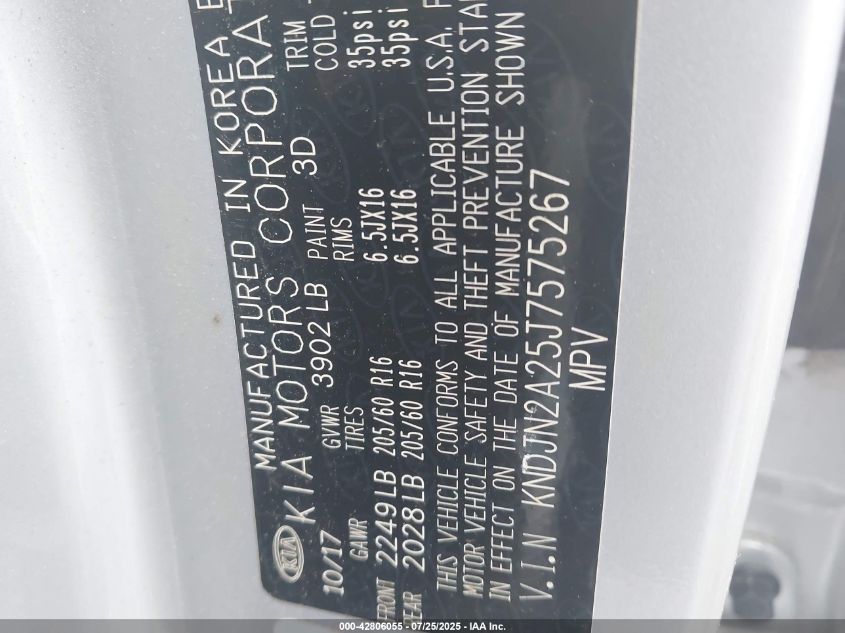 MANUFACTURED IN KOREA
KIA KIA MOTORS CORPORAT
10/17 GVWR 3902LB PAINT 3D TRIM
GAWR TIRES RIMS COLD
FRONT 2249LB 205/60 R16 6.5JX16 35psi
EAR 2028LB 205/60 R16 6.5JX16 35psi
THIS VEHICLE CONFORMS TO ALL APPLICABLE U.S.A. F
MOTOR VEHICLE SAFETY AND THEFT PREVENTION STA
IN EFFECT ON THE DATE OF MANUFACTURE SHOWN
V.I.N KNDJN2A25J7575267
MPV
000-42806055 - 07/25/2025 - IAA Inc.